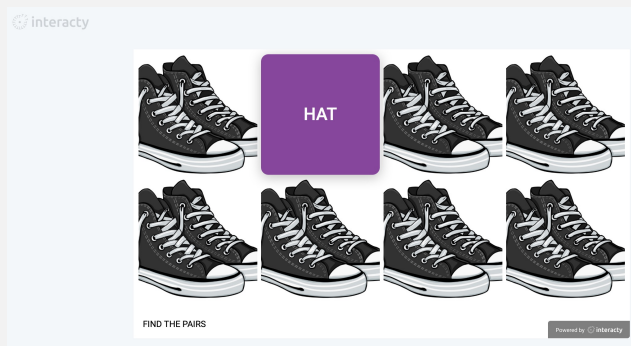 interacty
HAT
FIND THE PAIRS
Powered by interacty